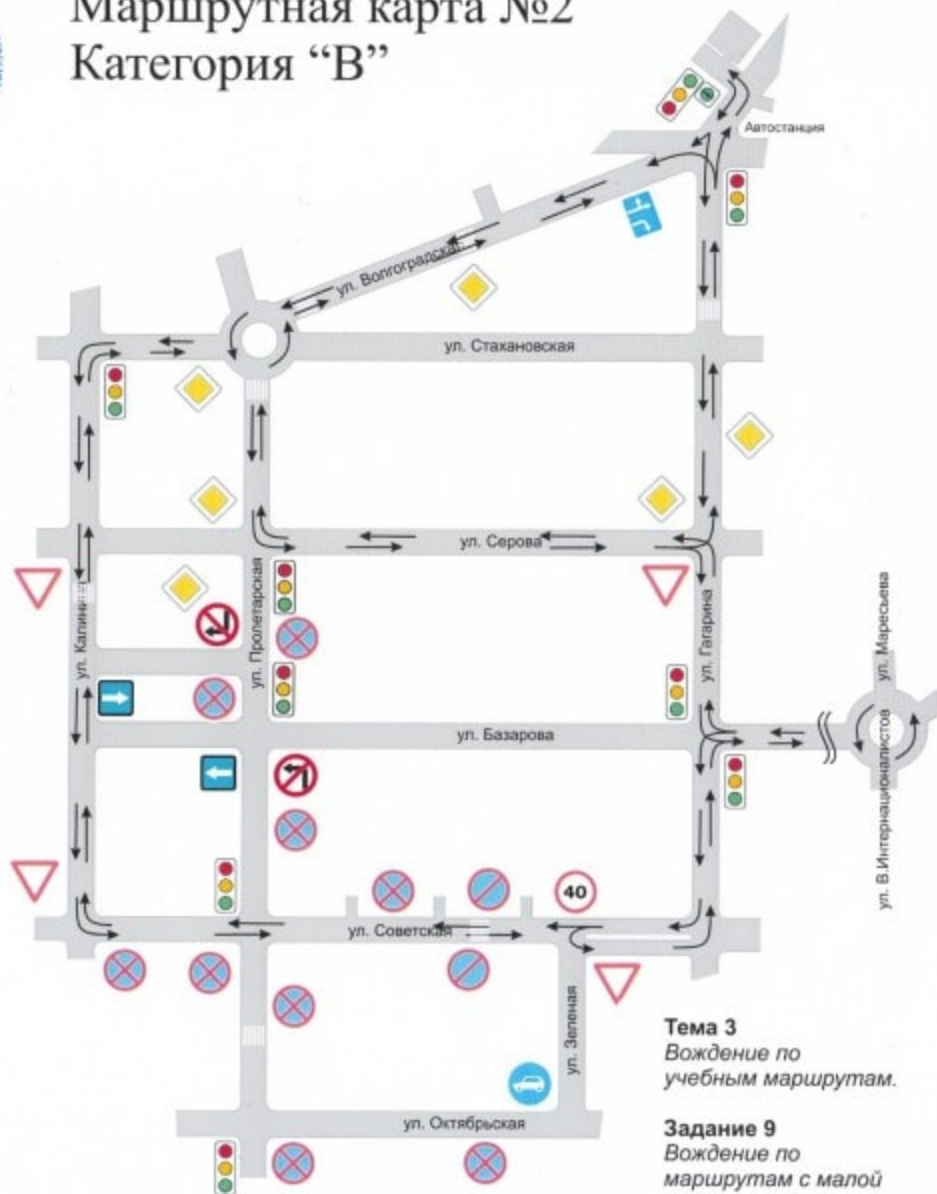 Маршрутная карта №2
Категория “В”
Автостанция
ул. Волгоградская
ул. Стахановская
ул. Серова
ул. Калинина
ул. Пролетарская
ул. Гагарина
ул. Маресьева
ул. Базарова
ул. В.Интернационалистов
40
ул. Советская
ул. Зеленая
ул. Октябрьская
Тема 3
Вождение по
учебным маршрутам.
Задание 9
Вождение по
маршрутам с малой